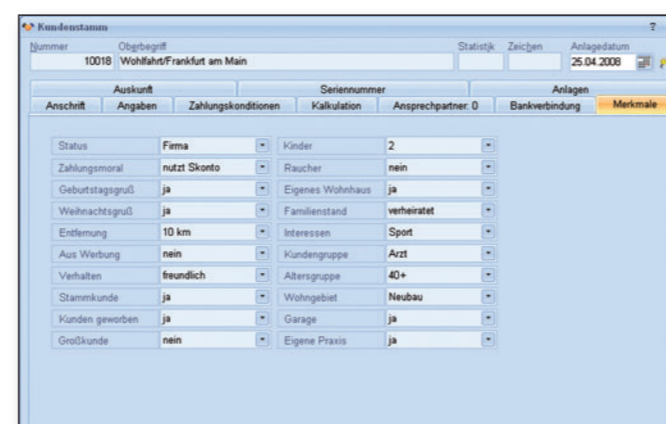 Kundenstamm ?
Nummer Obergriff Statistik Zeichen Anlagedatum
10018 Wohlfahrt/Frankfurt am Main 25.04.2008
Auskunft Seriennummer Anlagen
Anschrift Angaben Zahlungskonditionen Kalkulation Ansprechpartner: 0 Bankverbindung Merkmale
Status Firma Kinder 2
Zahlungsmoral nutzt Skonto Raucher nein
Geburtstagsgruß ja Eigenes Wohnhaus ja
Weihnachtsgruß ja Familienstand verheiratet
Entfernung 10 km Interessen Sport
Aus Werbung nein Kundengruppe Arzt
Verhalten freundlich Altersgruppe 40+
Stammkunde ja Wohngebiet Neubau
Kunden geworben ja Garage ja
Großkunde nein Eigene Praxis ja